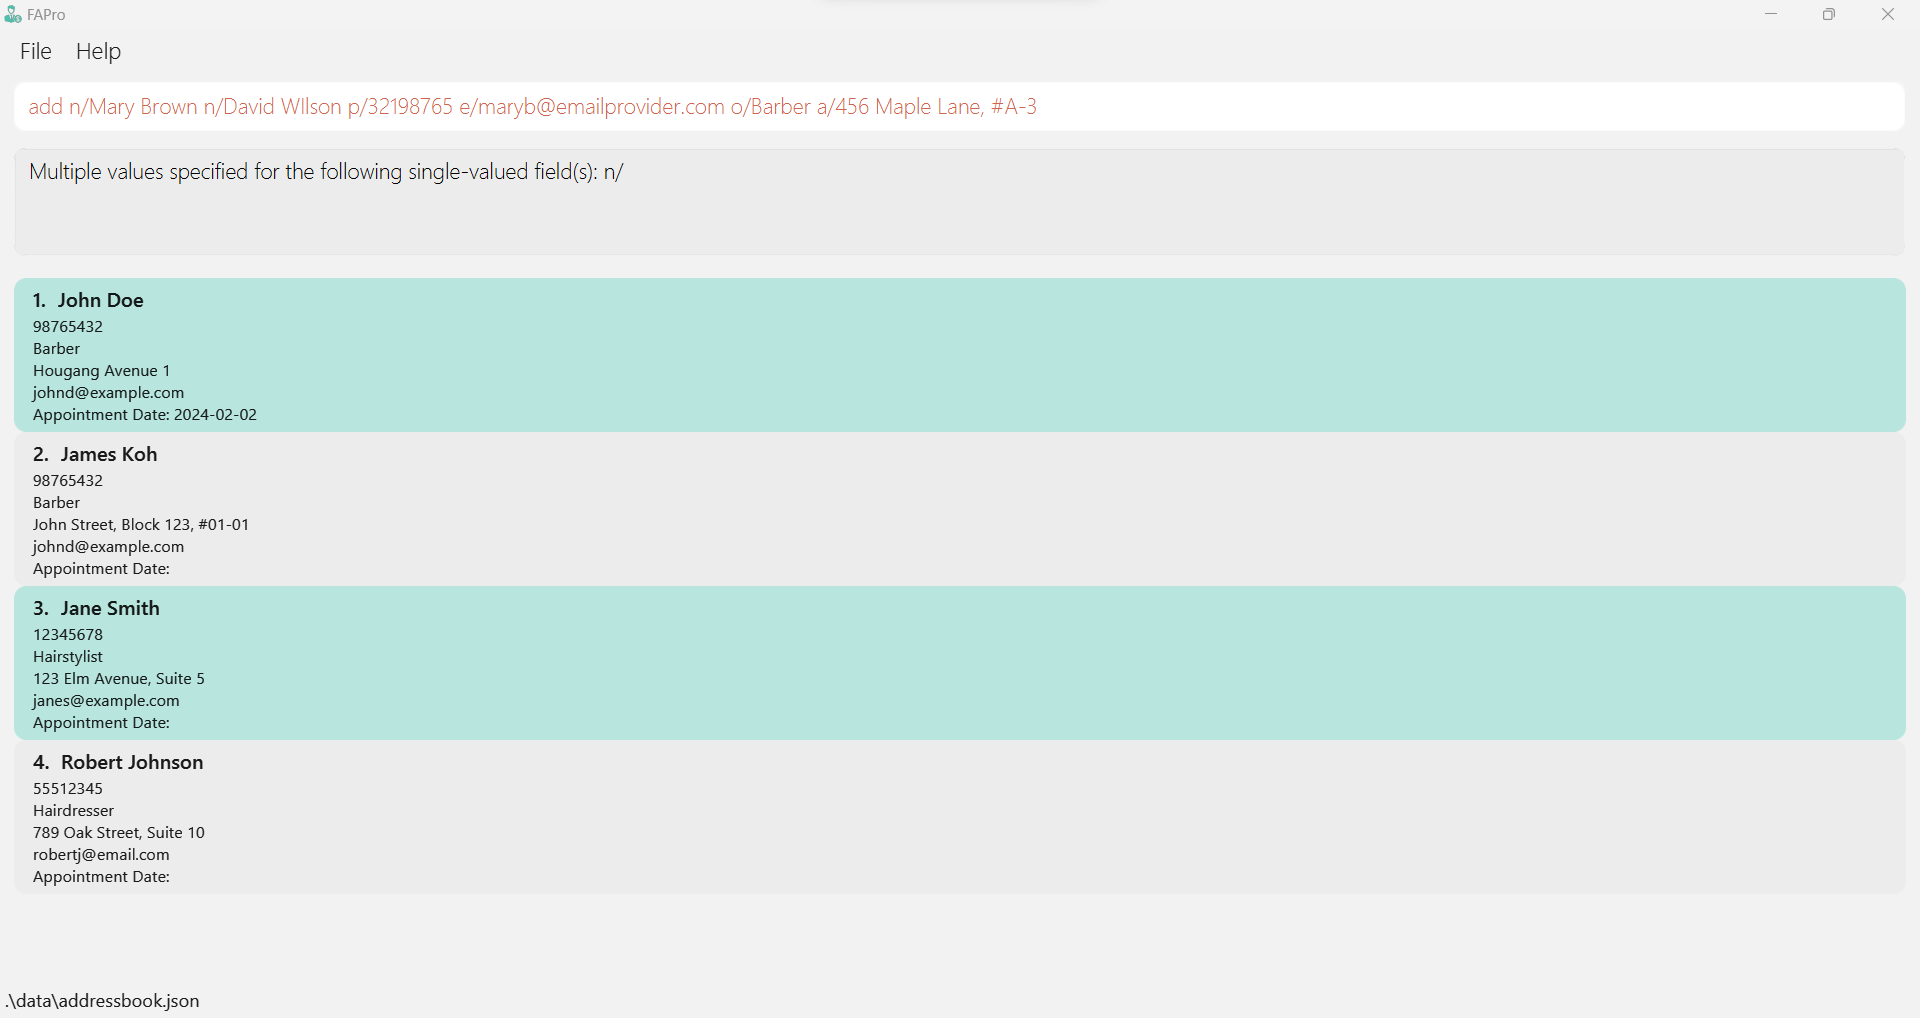 FAPro
File Help
add n/Mary Brown n/David WIlson p/32198765 e/maryb@emailprovider.com o/Barber a/456 Maple Lane, #A-3
Multiple values specified for the following single-valued field(s): n/
1. John Doe
98765432
Barber
Hougang Avenue 1
johnd@example.com
Appointment Date: 2024-02-02
2. James Koh
98765432
Barber
John Street, Block 123, #01-01
johnd@example.com
Appointment Date:
3. Jane Smith
12345678
Hairstylist
123 Elm Avenue, Suite 5
janes@example.com
Appointment Date:
4. Robert Johnson
55512345
Hairdresser
789 Oak Street, Suite 10
robertj@email.com
Appointment Date:
.\data\addressbook.json